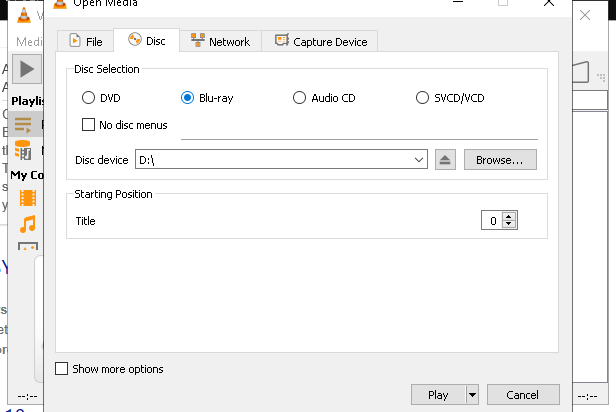 Open Media
File
Disc
Network
Capture Device
Disc Selection
DVD
Blu-ray
Audio CD
SVCD/VCD
No disc menus
Disc device
D:\
Browse...
Starting Position
Title
0
Show more options
Play
Cancel
Medi
Playlis
My Co
--:--
--:--